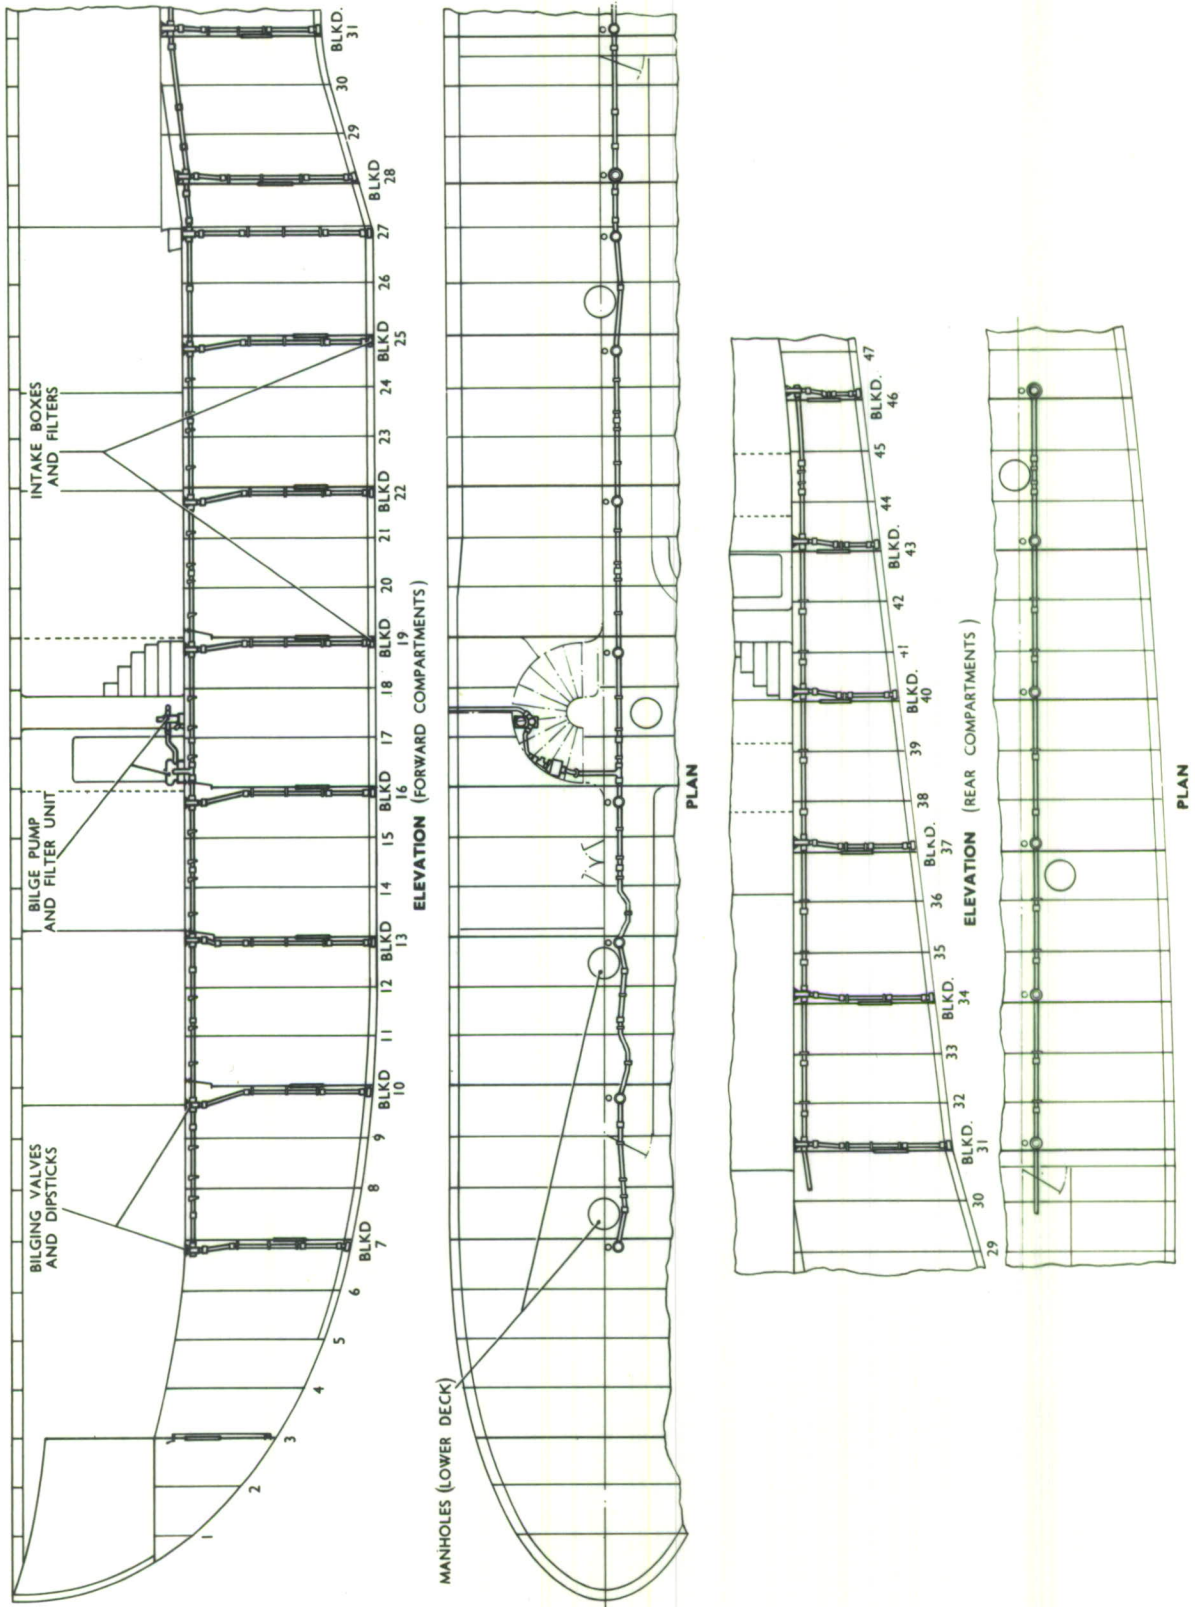 BILGING VALVES
AND DIPSTICKS
BILGE PUMP
AND FILTER UNIT
INTAKE BOXES
AND FILTERS
1
2
3
4
5
6
BLKD
7
8
9
BLKD
10
11
12
BLKD
13
14
15
BLKD
16
17
18
BLKD
19
20
21
BLKD
22
23
24
BLKD
25
26
27
BLKD
28
29
30
BLKD.
31
ELEVATION (FORWARD COMPARTMENTS)
MANHOLES (LOWER DECK)
PLAN
29
30
BLKD.
31
32
33
BLKD.
34
35
36
BLKD.
37
38
39
BLKD.
40
41
42
BLKD.
43
44
45
BLKD.
46
47
ELEVATION (REAR COMPARTMENTS)
PLAN